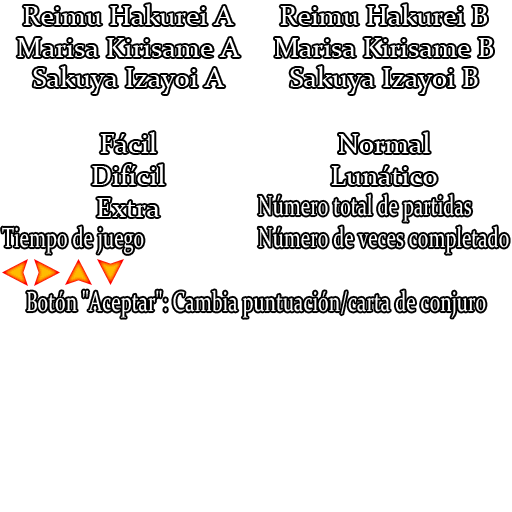 Reimu Hakurei A Reimu Hakurei B
Marisa Kirisame A Marisa Kirisame B
Sakuya Izayoi A Sakuya Izayoi B
Fácil Normal
Difícil Lunático
Extra Número total de partidas
Tiempo de juego Número de veces completado
Botón "Aceptar": Cambia puntuación/carta de conjuro